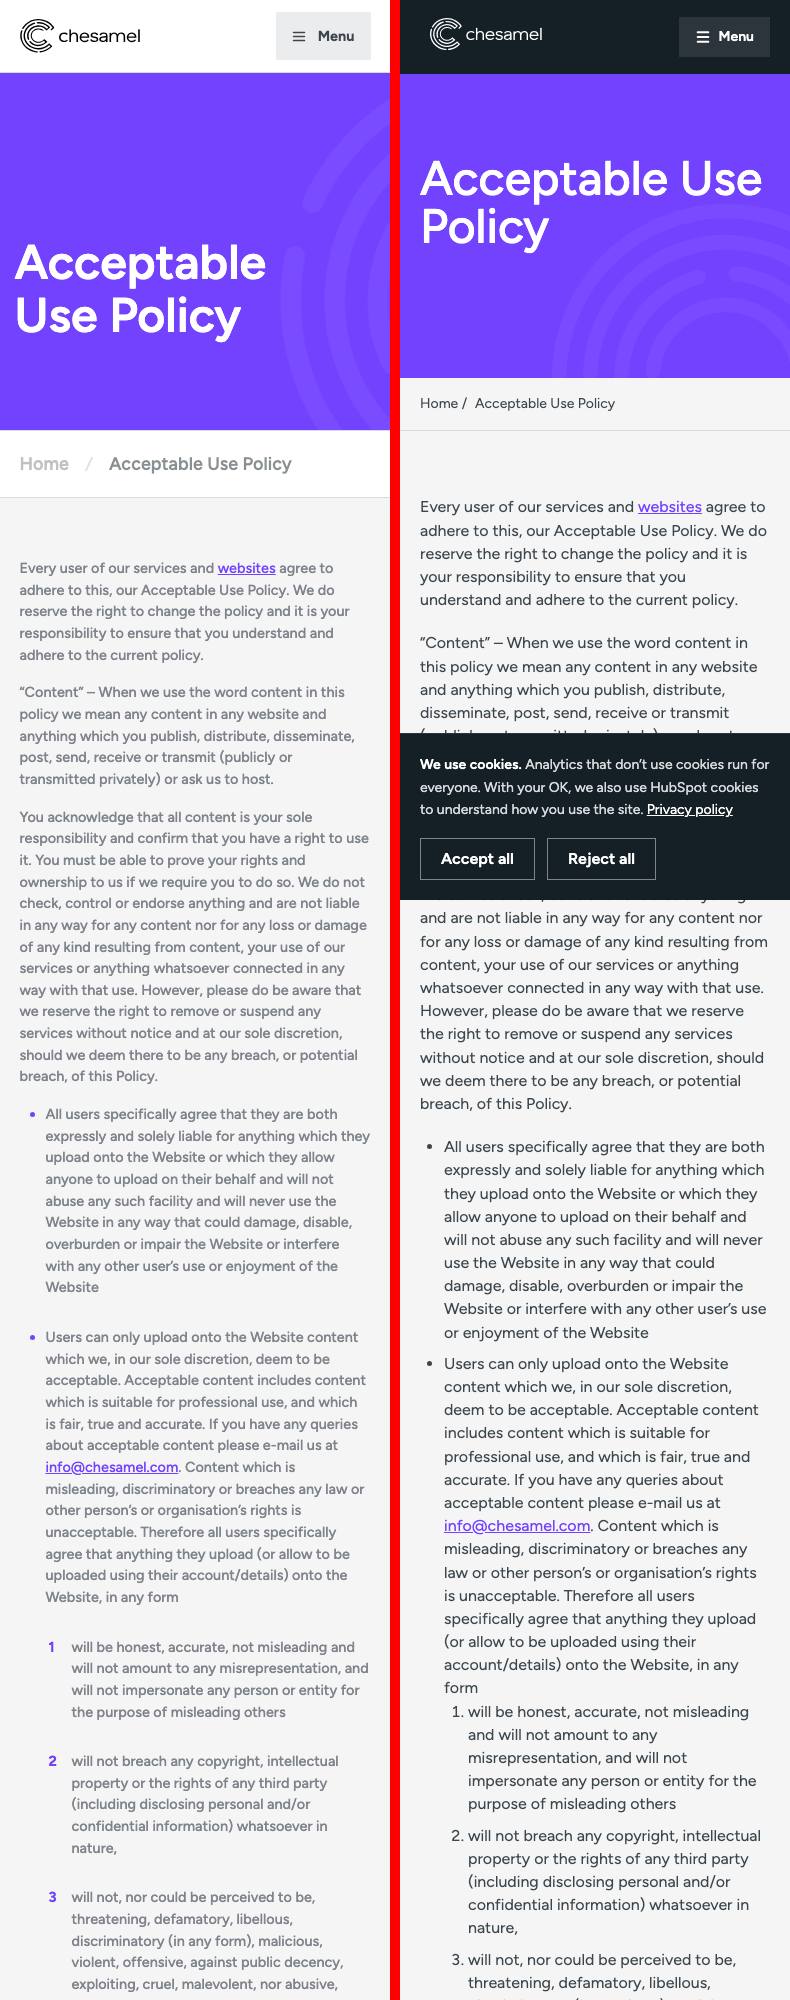 chesamel
Menu
Acceptable
Use Policy
Home / Acceptable Use Policy
Every user of our services and websites agree to
adhere to this, our Acceptable Use Policy. We do
reserve the right to change the policy and it is your
responsibility to ensure that you understand and
adhere to the current policy.
“Content” – When we use the word content in this
policy we mean any content in any website and
anything which you publish, distribute, disseminate,
post, send, receive or transmit (publicly or
transmitted privately) or ask us to host.
You acknowledge that all content is your sole
responsibility and confirm that you have a right to use
it. You must be able to prove your rights and
ownership to us if we require you to do so. We do not
check, control or endorse anything and are not liable
in any way for any content nor for any loss or damage
of any kind resulting from content, your use of our
services or anything whatsoever connected in any
way with that use. However, please do be aware that
we reserve the right to remove or suspend any
services without notice and at our sole discretion,
should we deem there to be any breach, or potential
breach, of this Policy.
• All users specifically agree that they are both
expressly and solely liable for anything which they
upload onto the Website or which they allow
anyone to upload on their behalf and will not
abuse any such facility and will never use the
Website in any way that could damage, disable,
overburden or impair the Website or interfere
with any other user’s use or enjoyment of the
Website
• Users can only upload onto the Website content
which we, in our sole discretion, deem to be
acceptable. Acceptable content includes content
which is suitable for professional use, and which
is fair, true and accurate. If you have any queries
about acceptable content please e-mail us at
info@chesamel.com. Content which is
misleading, discriminatory or breaches any law or
other person’s or organisation’s rights is
unacceptable. Therefore all users specifically
agree that anything they upload (or allow to be
uploaded using their account/details) onto the
Website, in any form
1 will be honest, accurate, not misleading and
will not amount to any misrepresentation, and
will not impersonate any person or entity for
the purpose of misleading others
2 will not breach any copyright, intellectual
property or the rights of any third party
(including disclosing personal and/or
confidential information) whatsoever in
nature,
3 will not, nor could be perceived to be,
threatening, defamatory, libellous,
discriminatory (in any form), malicious,
violent, offensive, against public decency,
exploiting, cruel, malevolent, nor abusive,
chesamel
Menu
Acceptable Use
Policy
Home / Acceptable Use Policy
Every user of our services and websites agree to
adhere to this, our Acceptable Use Policy. We do
reserve the right to change the policy and it is
your responsibility to ensure that you
understand and adhere to the current policy.
“Content” – When we use the word content in
this policy we mean any content in any website
and anything which you publish, distribute,
disseminate, post, send, receive or transmit
We use cookies. Analytics that don’t use cookies run for
everyone. With your OK, we also use HubSpot cookies
to understand how you use the site. Privacy policy
Accept all
Reject all
and are not liable in any way for any content nor
for any loss or damage of any kind resulting from
content, your use of our services or anything
whatsoever connected in any way with that use.
However, please do be aware that we reserve
the right to remove or suspend any services
without notice and at our sole discretion, should
we deem there to be any breach, or potential
breach, of this Policy.
• All users specifically agree that they are both
expressly and solely liable for anything which
they upload onto the Website or which they
allow anyone to upload on their behalf and
will not abuse any such facility and will never
use the Website in any way that could
damage, disable, overburden or impair the
Website or interfere with any other user’s use
or enjoyment of the Website
• Users can only upload onto the Website
content which we, in our sole discretion,
deem to be acceptable. Acceptable content
includes content which is suitable for
professional use, and which is fair, true and
accurate. If you have any queries about
acceptable content please e-mail us at
info@chesamel.com. Content which is
misleading, discriminatory or breaches any
law or other person’s or organisation’s rights
is unacceptable. Therefore all users
specifically agree that anything they upload
(or allow to be uploaded using their
account/details) onto the Website, in any
form
1. will be honest, accurate, not misleading
and will not amount to any
misrepresentation, and will not
impersonate any person or entity for the
purpose of misleading others
2. will not breach any copyright, intellectual
property or the rights of any third party
(including disclosing personal and/or
confidential information) whatsoever in
nature,
3. will not, nor could be perceived to be,
threatening, defamatory, libellous,